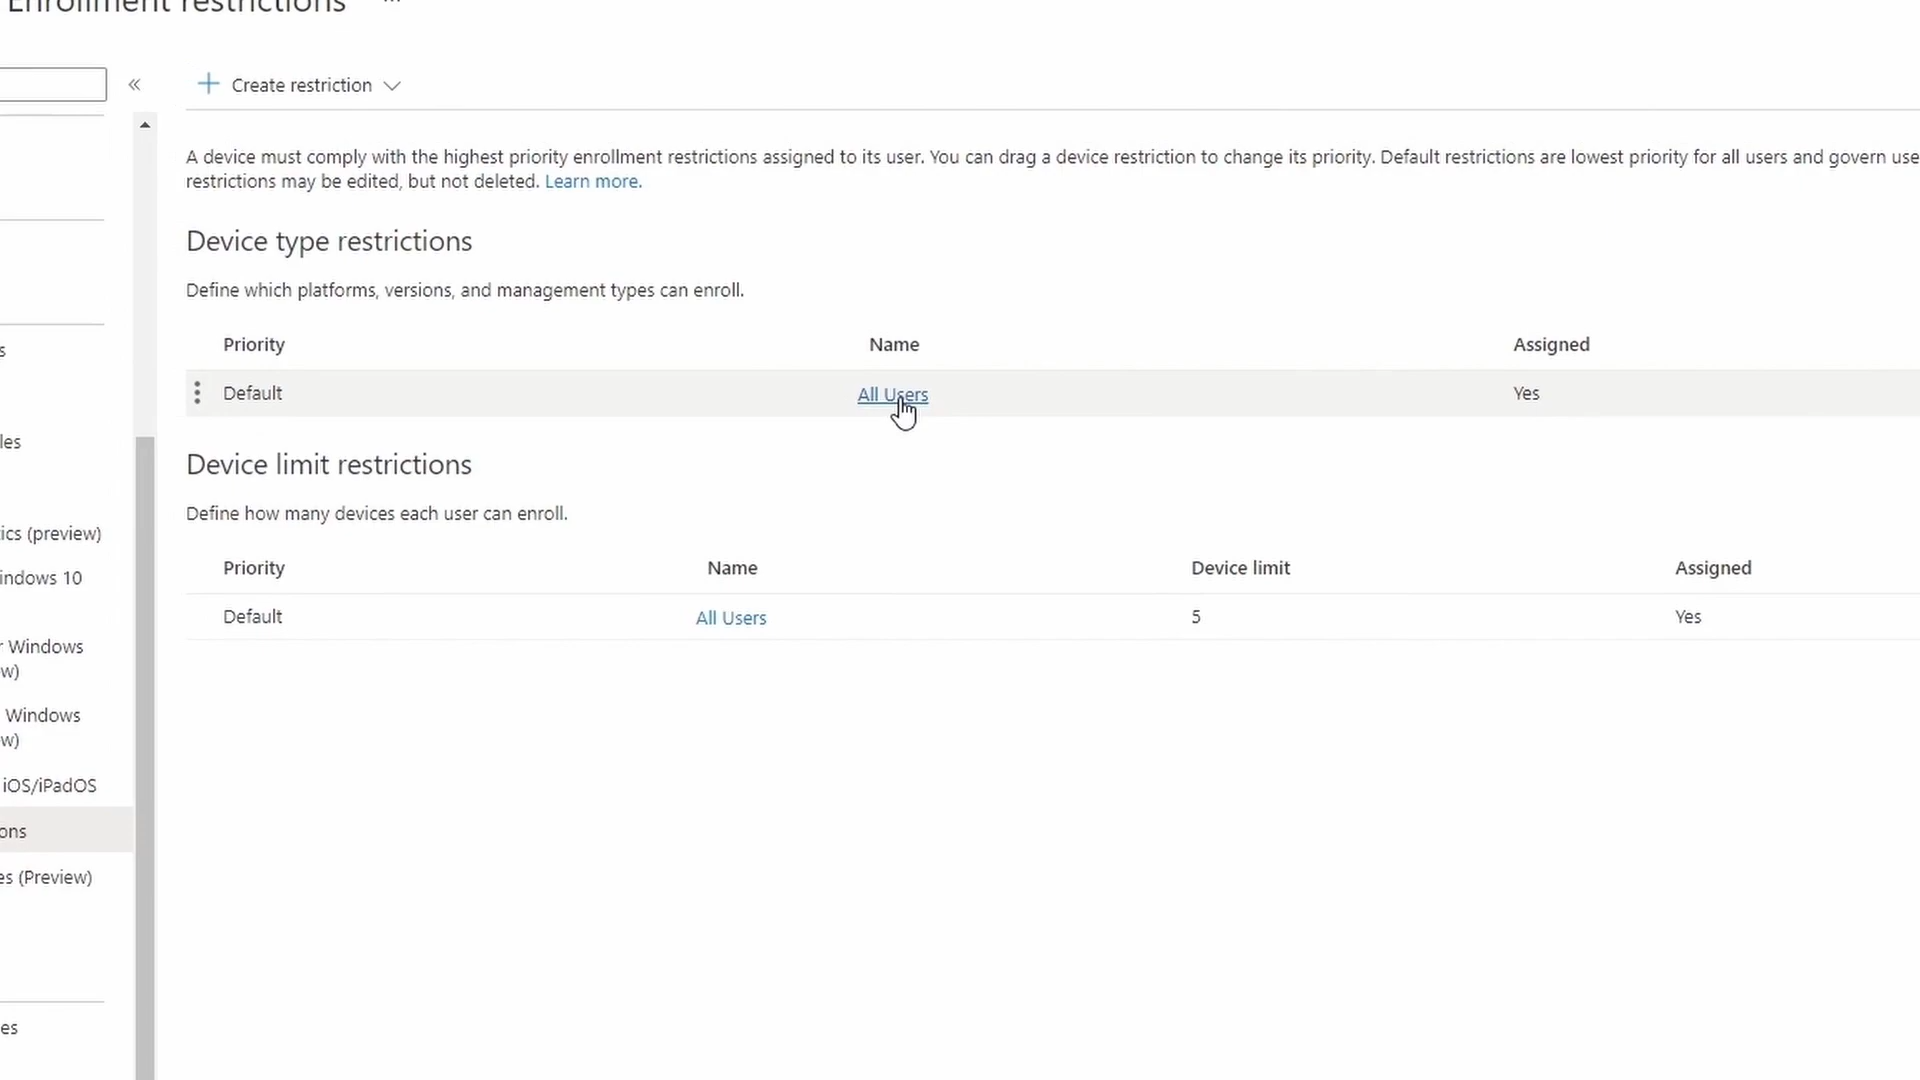 Enrollment restrictions ...
«
+ Create restriction
A device must comply with the highest priority enrollment restrictions assigned to its user. You can drag a device restriction to change its priority. Default restrictions are lowest priority for all users and govern use
restrictions may be edited, but not deleted. Learn more.
Device type restrictions
Define which platforms, versions, and management types can enroll.
Priority Name Assigned
Default All Users Yes
Device limit restrictions
Define how many devices each user can enroll.
Priority Name Device limit Assigned
Default All Users 5 Yes
s
les
tics (preview)
indows 10
r Windows
w)
Windows
w)
iOS/iPadOS
ons
es (Preview)
es